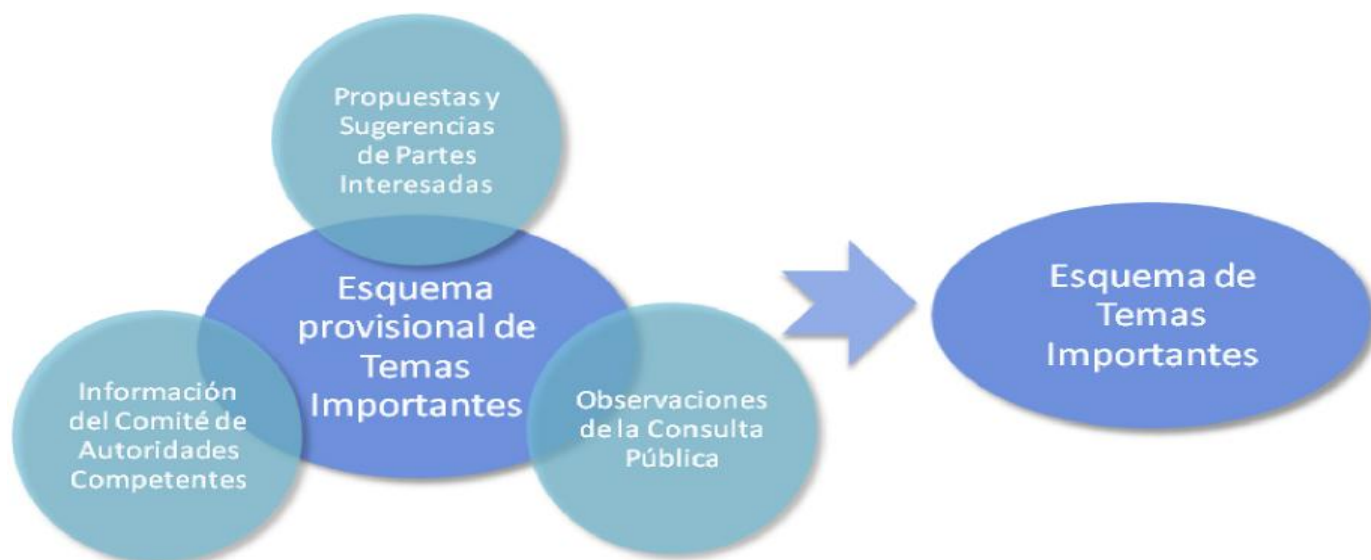 Propuestas y
Sugerencias
de Partes
Interesadas
Esquema
provisional de
Temas
Importantes
Información
del Comité de
Autoridades
Competentes
Observaciones
de la Consulta
Pública
Esquema de
Temas
Importantes